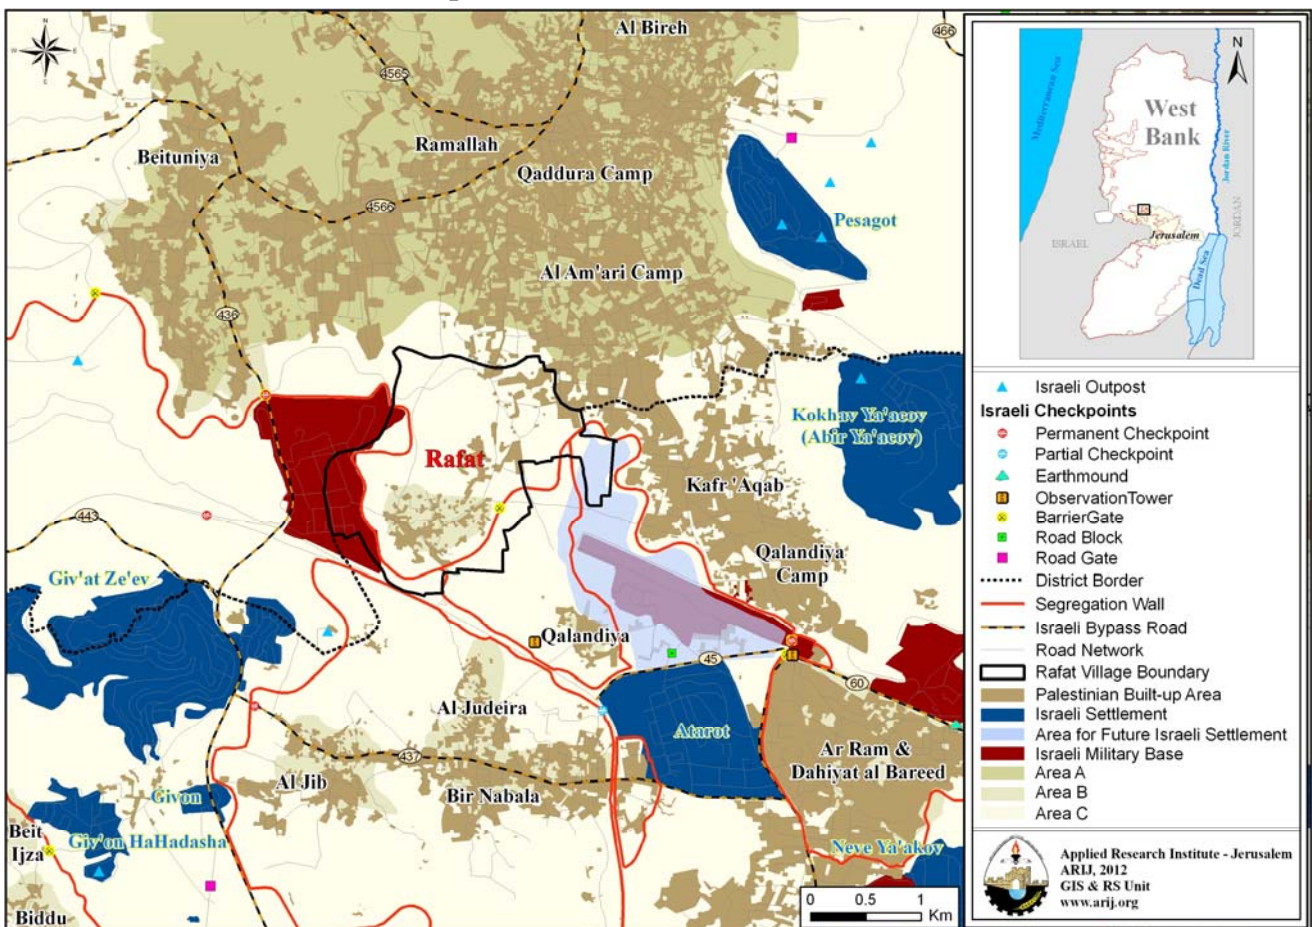 Al Bireh
466
4565
Ramallah
Beituniya
Qaddura Camp
4566
Pesagot
Al Am'ari Camp
436
Kokhav Ya'acov
(Abir Ya'acov)
Rafat
Kafr 'Aqab
443
Qalandiya
Camp
Giv'at Ze'ev
Qalandiya
45
60
Al Judeira
Atarot
Ar Ram &
Dahiyat al Bareed
437
Al Jib
Bir Nabala
Givon
Beit
Ijza
Giv'on HaHadasha
Neve Ya'akov
Biddu
0 0.5 1
Km
N
W E
S
N
Mediterranean Sea
West
Bank
Jordan River
JORDAN
Jerusalem
ISRAEL
Dead Sea
Israeli Outpost
Israeli Checkpoints
Permanent Checkpoint
Partial Checkpoint
Earthmound
ObservationTower
BarrierGate
Road Block
Road Gate
District Border
Segregation Wall
Israeli Bypass Road
Road Network
Rafat Village Boundary
Palestinian Built-up Area
Israeli Settlement
Area for Future Israeli Settlement
Israeli Military Base
Area A
Area B
Area C
Applied Research Institute - Jerusalem
ARIJ, 2012
GIS & RS Unit
www.arij.org